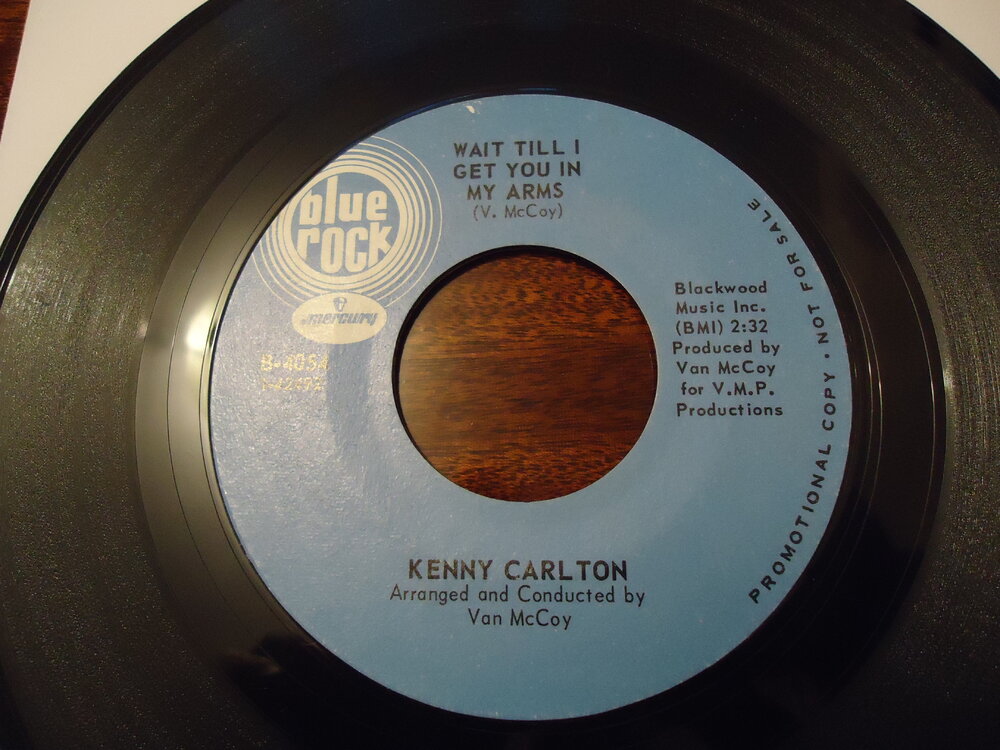 WAIT TILL I
GET YOU IN
MY ARMS
(V. McCoy)
blue
rock
mercury
B-4054
Blackwood
Music Inc.
(BMI) 2:32
Produced by
Van McCoy
for V.M.P.
Productions
PROMOTIONAL COPY • NOT FOR SALE
KENNY CARLTON
Arranged and Conducted by
Van McCoy